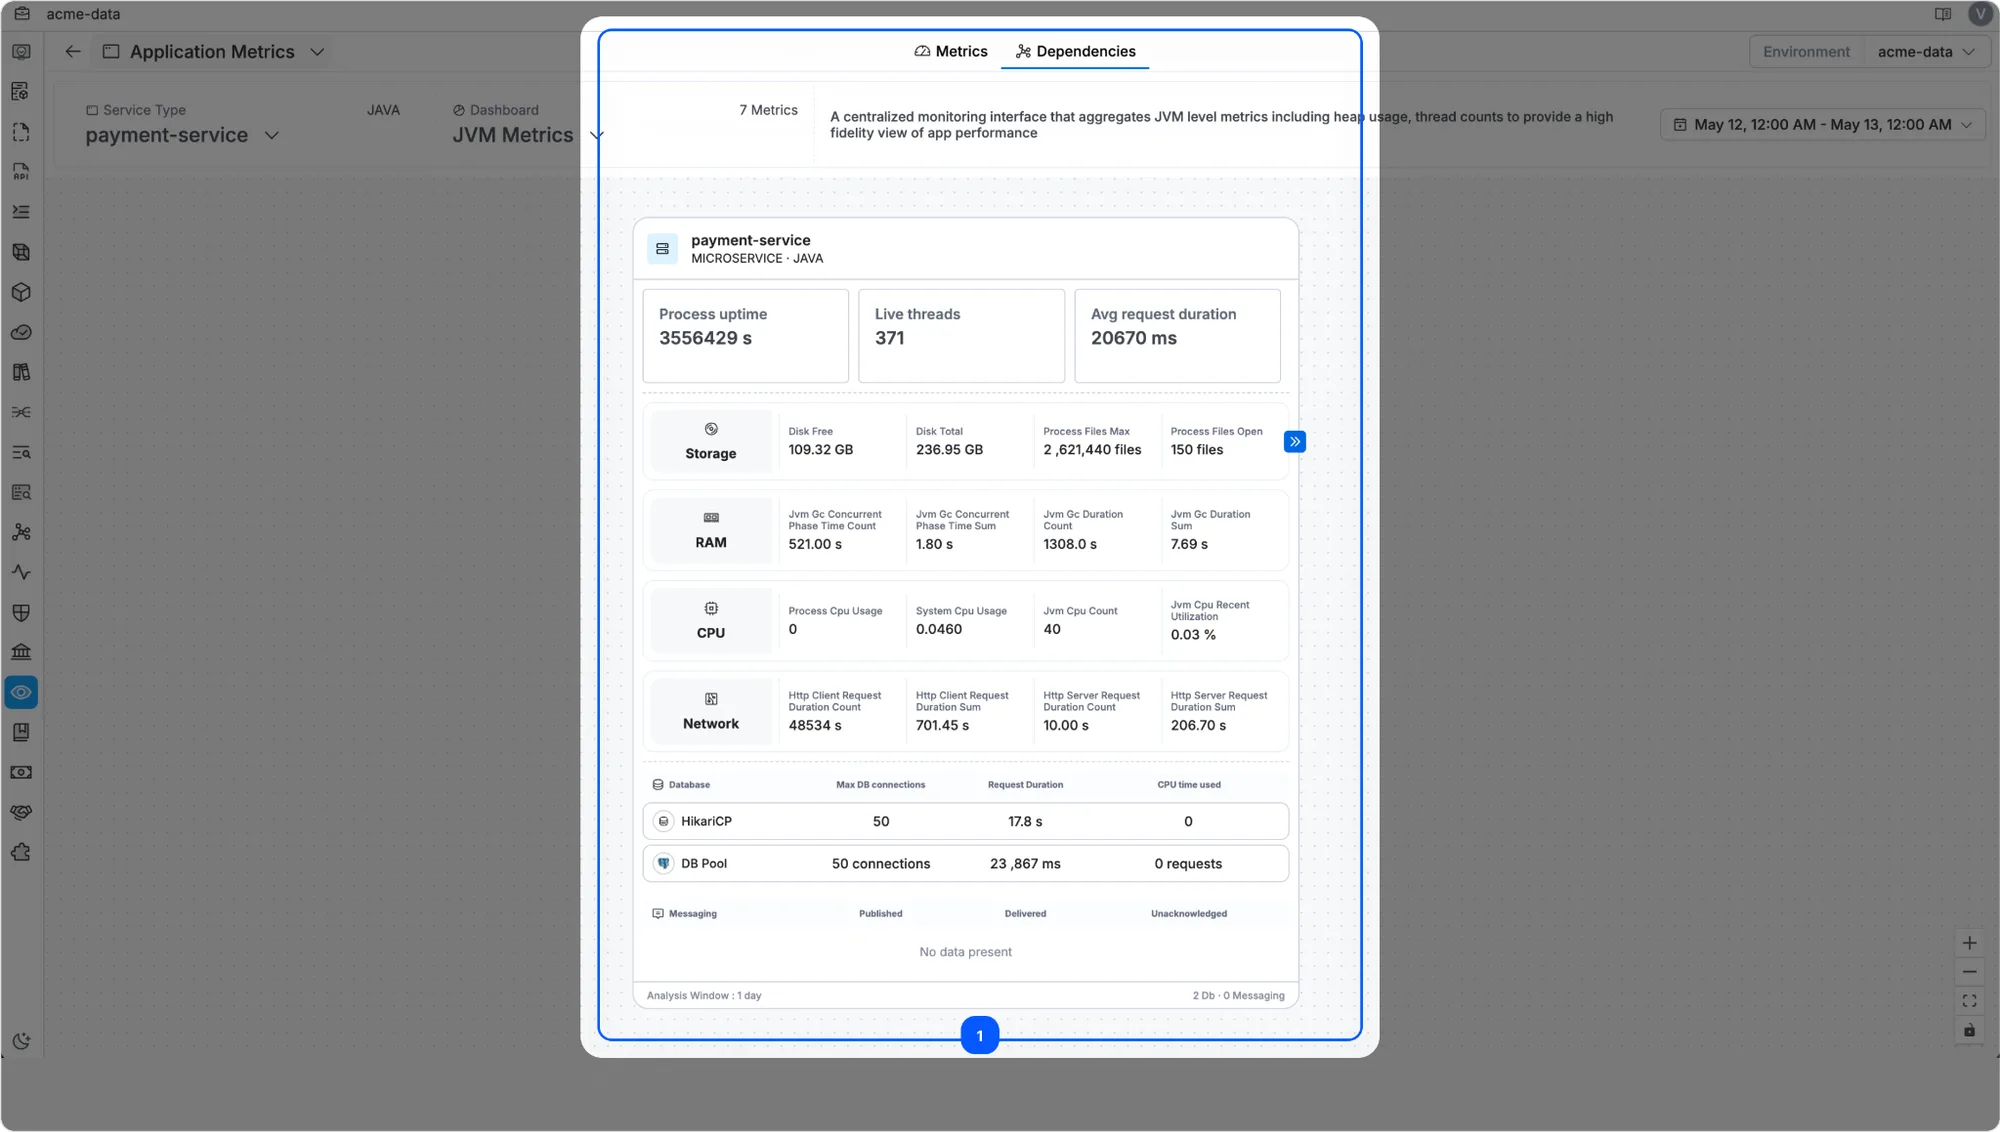 acme-data
V
Application Metrics
Metrics
Dependencies
Environment
acme-data
Service Type
JAVA
payment-service
Dashboard
JVM Metrics
7 Metrics
A centralized monitoring interface that aggregates JVM level metrics including heap usage, thread counts to provide a high
fidelity view of app performance
May 12, 12:00 AM - May 13, 12:00 AM
API
payment-service
MICROSERVICE · JAVA
Process uptime
3556429 s
Live threads
371
Avg request duration
20670 ms
Storage
Disk Free
109.32 GB
Disk Total
236.95 GB
Process Files Max
2 ,621,440 files
Process Files Open
150 files
RAM
Jvm Gc Concurrent
Phase Time Count
521.00 s
Jvm Gc Concurrent
Phase Time Sum
1.80 s
Jvm Gc Duration
Count
1308.0 s
Jvm Gc Duration
Sum
7.69 s
CPU
Process Cpu Usage
0
System Cpu Usage
0.0460
Jvm Cpu Count
40
Jvm Cpu Recent
Utilization
0.03 %
Network
Http Client Request
Duration Count
48534 s
Http Client Request
Duration Sum
701.45 s
Http Server Request
Duration Count
10.00 s
Http Server Request
Duration Sum
206.70 s
Database Max DB connections Request Duration CPU time used
HikariCP 50 17.8 s 0
DB Pool 50 connections 23 ,867 ms 0 requests
Messaging Published Delivered Unacknowledged
No data present
Analysis Window : 1 day
2 Db · 0 Messaging
1